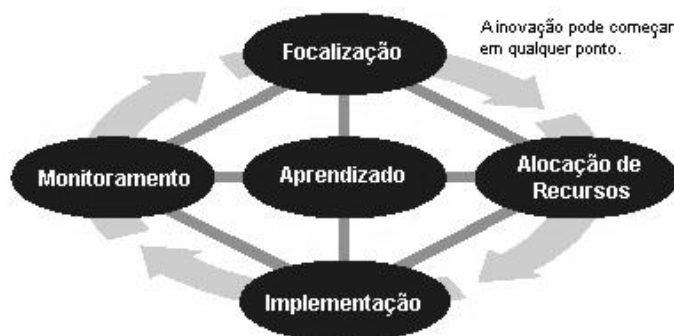 A inovação pode começar
em qualquer ponto.
Focalização
Monitoramento
Aprendizado
Alocação de
Recursos
Implementação